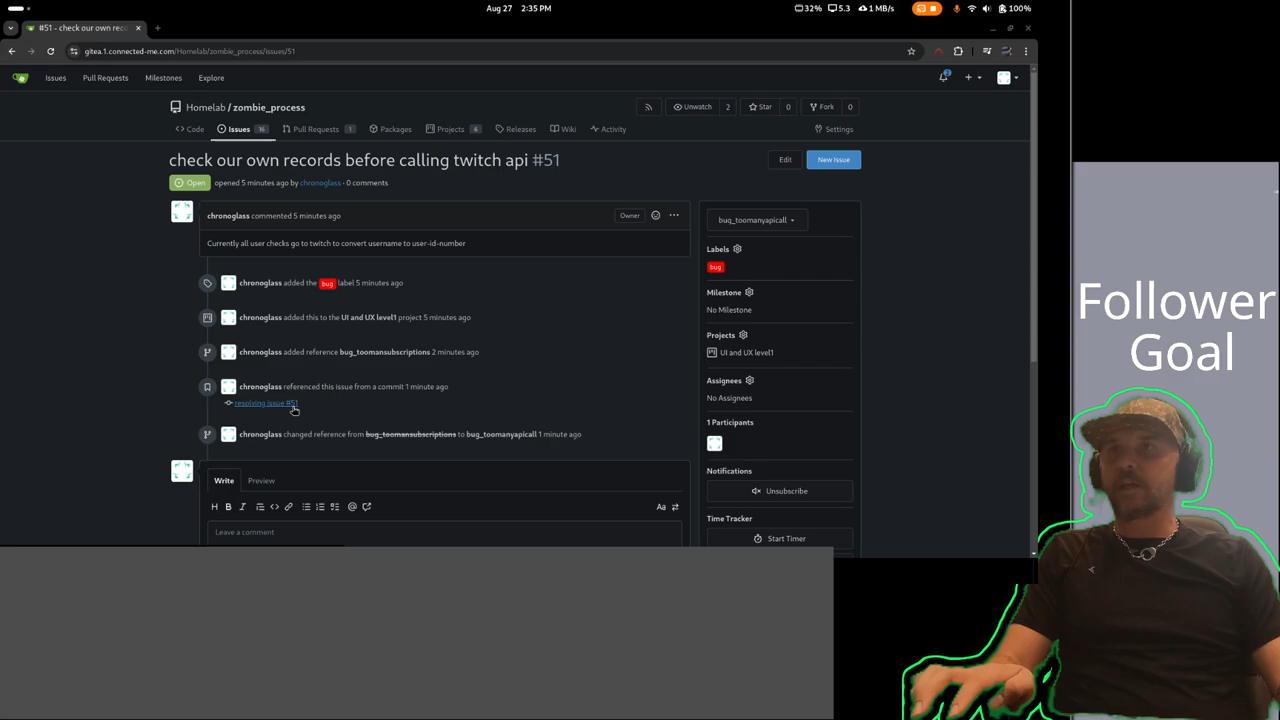 Aug 27 2:35 PM
32% 5.3 1 MB/s 100%
#51 - check our own reco
gitea.1.connected-me.com/Homelab/zombie_process/issues/51
Issues Pull Requests Milestones Explore
2
Homelab / zombie_process
Unwatch 2 Star 0 Fork 0
Code Issues 16 Pull Requests 1 Packages Projects 6 Releases Wiki Activity Settings
check our own records before calling twitch api #51
Edit New Issue
Open opened 5 minutes ago by chronoglass · 0 comments
chronoglass commented 5 minutes ago Owner
Currently all user checks go to twitch to convert username to user-id-number
chronoglass added the bug label 5 minutes ago
chronoglass added this to the UI and UX level1 project 5 minutes ago
chronoglass added reference bug_toomansubscriptions 2 minutes ago
chronoglass referenced this issue from a commit 1 minute ago
resolving issue #51
chronoglass changed reference from bug_toomansubscriptions to bug_toomanyapicall 1 minute ago
Write Preview
H B I Aa
Leave a comment
bug_toomanyapicall
Labels
bug
Milestone
No Milestone
Projects
UI and UX level1
Assignees
No Assignees
1 Participants
Notifications
Unsubscribe
Time Tracker
Start Timer
Follower
Goal